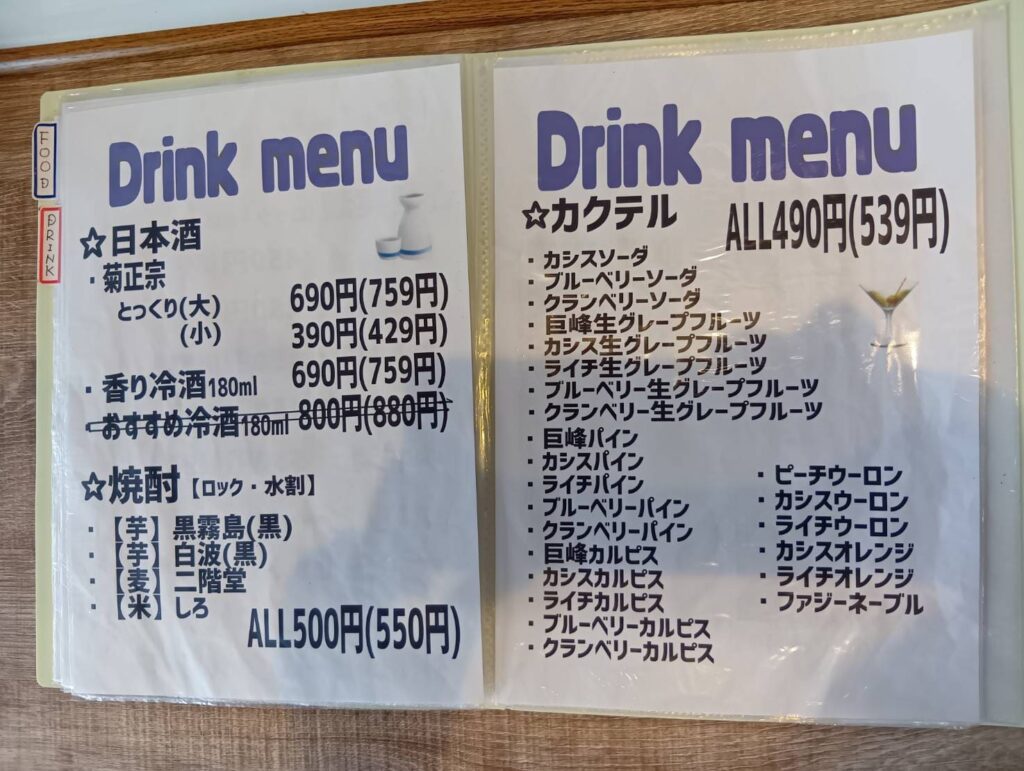 FOOD
DRINK
Drink menu
☆日本酒
・菊正宗
とっくり(大) 690円(759円)
(小) 390円(429円)
・香り冷酒180ml 690円(759円)
・おすすめ冷酒180ml 800円(880円)
☆焼酎【ロック・水割】
・【芋】黒霧島(黒)
・【芋】白波(黒)
・【麦】二階堂
・【米】しろ
ALL500円(550円)
Drink menu
☆カクテル ALL490円(539円)
・カシスソーダ
・ブルーベリーソーダ
・クランベリーソーダ
・巨峰生グレープフルーツ
・カシス生グレープフルーツ
・ライチ生グレープフルーツ
・ブルーベリー生グレープフルーツ
・クランベリー生グレープフルーツ
・巨峰パイン
・カシスパイン
・ライチパイン
・ブルーベリーパイン
・クランベリーパイン
・巨峰カルピス
・カシスカルピス
・ライチカルピス
・ブルーベリーカルピス
・クランベリーカルピス
・ピーチウーロン
・カシスウーロン
・ライチウーロン
・カシスオレンジ
・ライチオレンジ
・ファジーネーブル